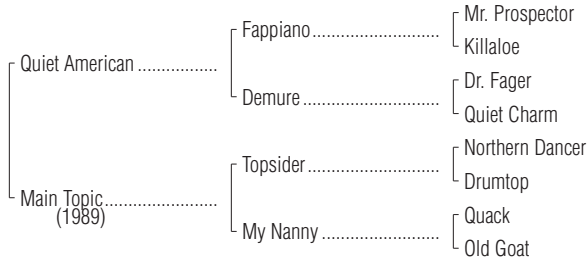 Mr. Prospector
Fappiano
Killaloe
Quiet American
Dr. Fager
Demure
Quiet Charm
Northern Dancer
Topsider
Drumtop
Main Topic
(1989)
Quack
My Nanny
Old Goat